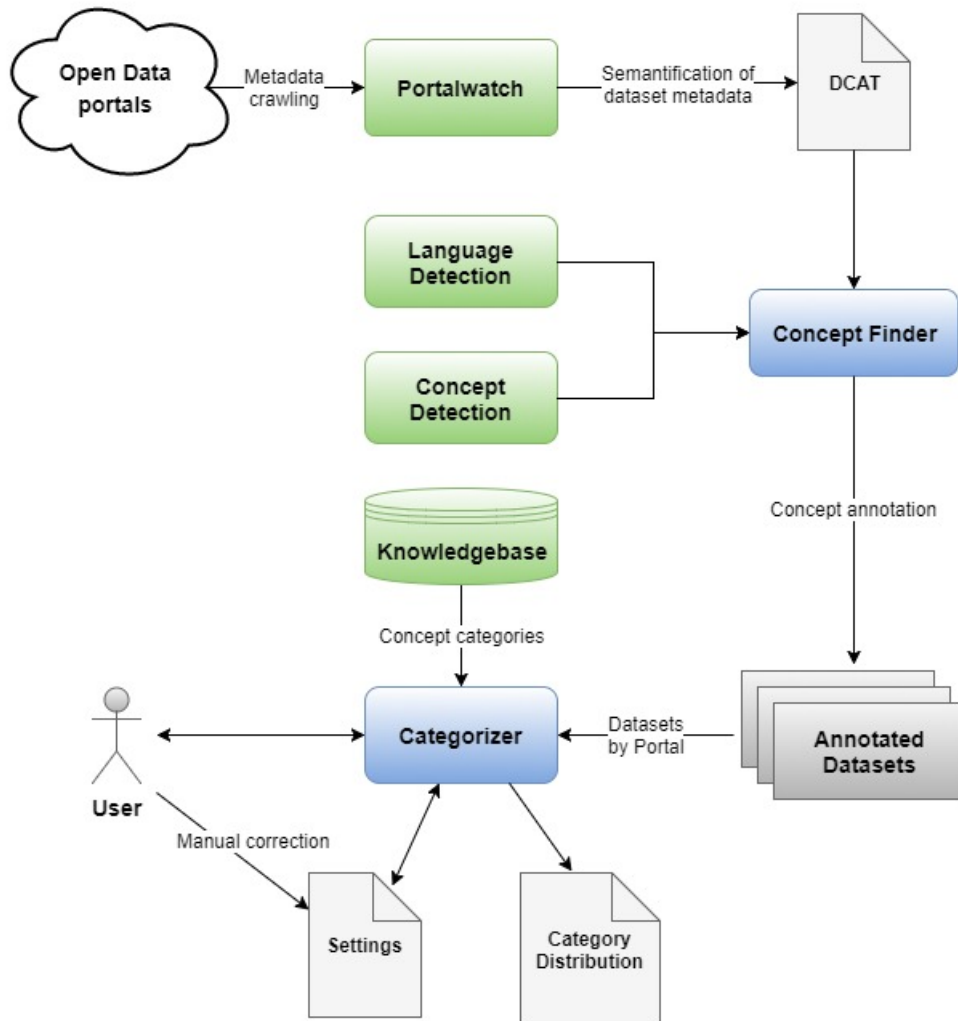 Open Data
portals
Metadata
crawling
Portalwatch
Semantification of
dataset metadata
DCAT
Language
Detection
Concept Finder
Concept
Detection
Knowledgebase
Concept annotation
Concept categories
Categorizer
Datasets
by Portal
Annotated
Datasets
User
Manual correction
Settings
Category
Distribution